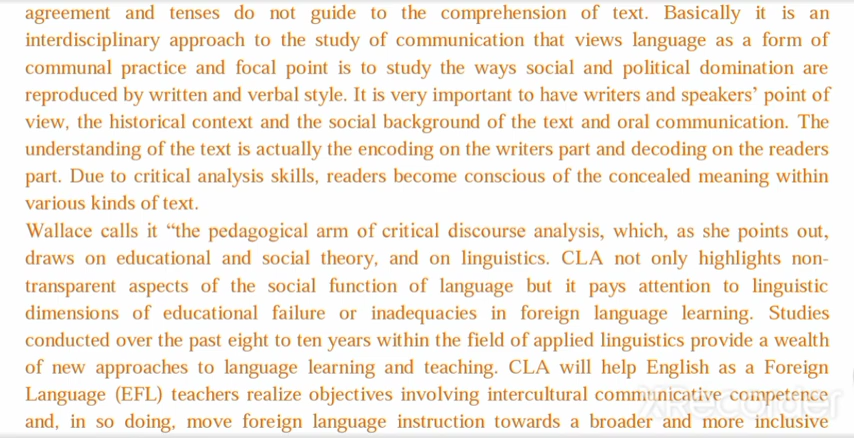 agreement and tenses do not guide to the comprehension of text. Basically it is an
interdisciplinary approach to the study of communication that views language as a form of
communal practice and focal point is to study the ways social and political domination are
reproduced by written and verbal style. It is very important to have writers and speakers’ point of
view, the historical context and the social background of the text and oral communication. The
understanding of the text is actually the encoding on the writers part and decoding on the readers
part. Due to critical analysis skills, readers become conscious of the concealed meaning within
various kinds of text.
Wallace calls it “the pedagogical arm of critical discourse analysis, which, as she points out,
draws on educational and social theory, and on linguistics. CLA not only highlights non-
transparent aspects of the social function of language but it pays attention to linguistic
dimensions of educational failure or inadequacies in foreign language learning. Studies
conducted over the past eight to ten years within the field of applied linguistics provide a wealth
of new approaches to language learning and teaching. CLA will help English as a Foreign
Language (EFL) teachers realize objectives involving intercultural communicative competence
and, in so doing, move foreign language instruction towards a broader and more inclusive
XRecorder